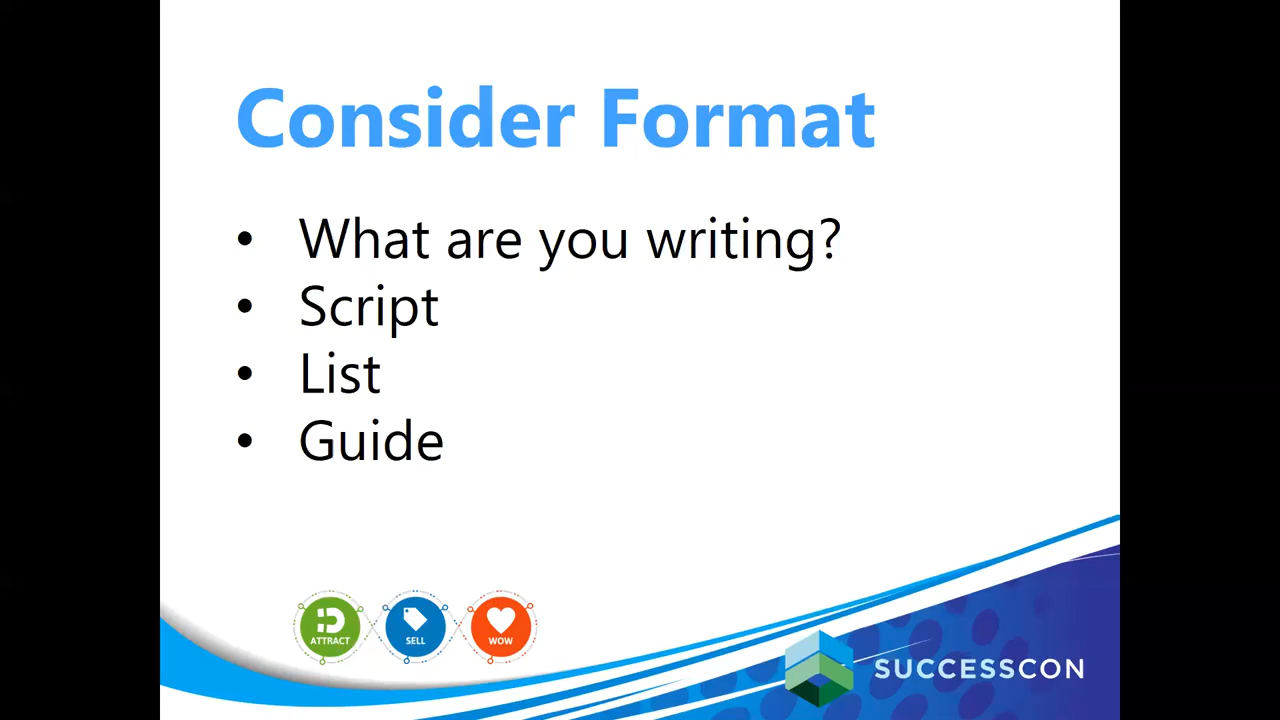 Consider Format
• What are you writing?
• Script
• List
• Guide
ATTRACT
SELL
WOW
SUCCESSCON